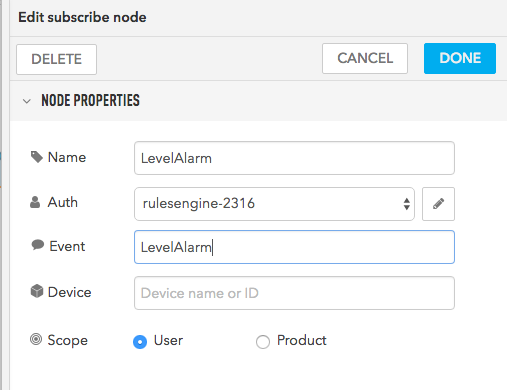 Edit subscribe node
DELETE CANCEL DONE
NODE PROPERTIES
Name LevelAlarm
Auth rulesengine-2316
Event LevelAlarm
Device Device name or ID
Scope User Product